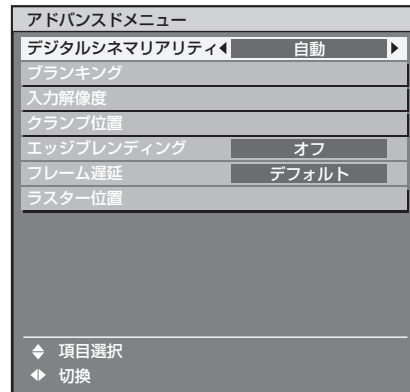 アドバンスドメニュー
デジタルシネマリアリティ 自動
ブランキング
入力解像度
クランプ位置
エッジブレンディング オフ
フレーム遅延 デフォルト
ラスター位置
項目選択
切換